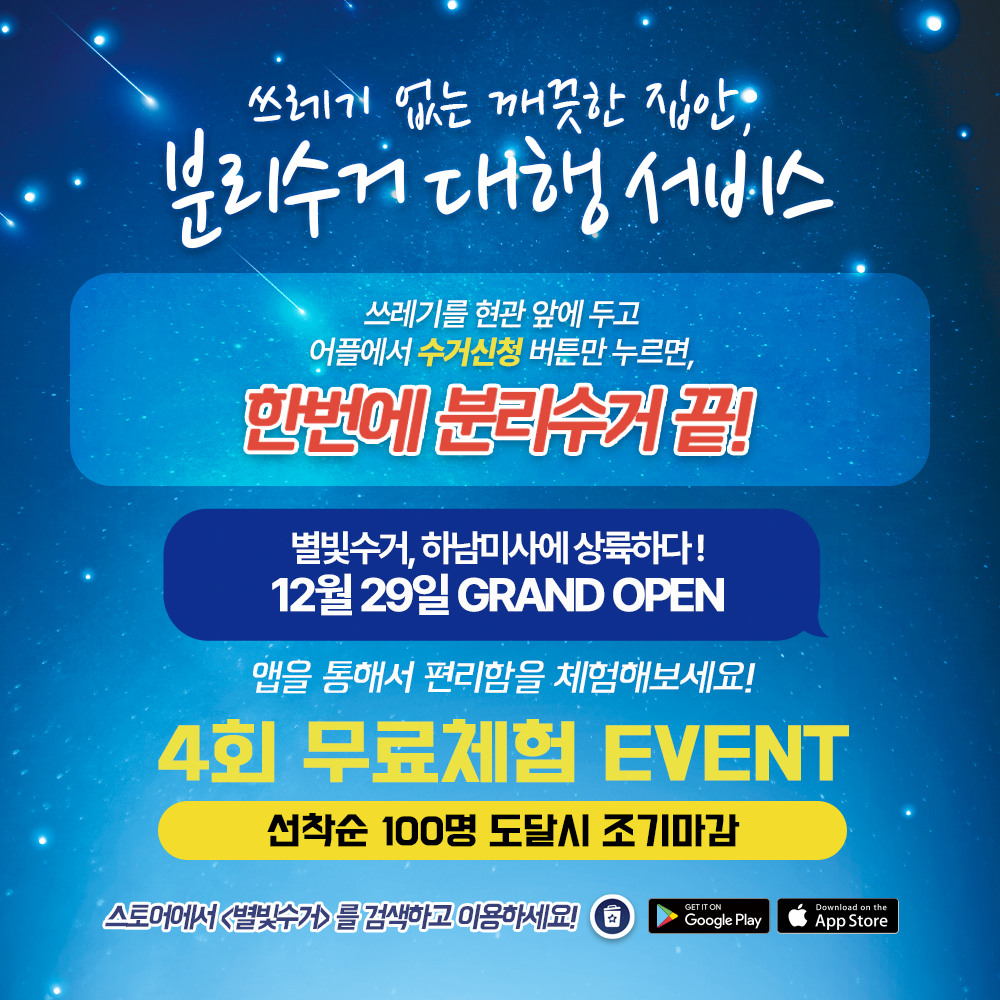 쓰레기 없는 깨끗한 집안,
분리수거 대행 서비스
쓰레기를 현관 앞에 두고
어플에서 수거신청 버튼만 누르면,
한번에 분리수거 끝!
별빛수거, 하남미사에 상륙하다!
12월 29일 GRAND OPEN
앱을 통해서 편리함을 체험해보세요!
4회 무료체험 EVENT
선착순 100명 도달시 조기마감
스토어에서 <별빛수거> 를 검색하고 이용하세요!
GET IT ON
Google Play
Download on the
App Store